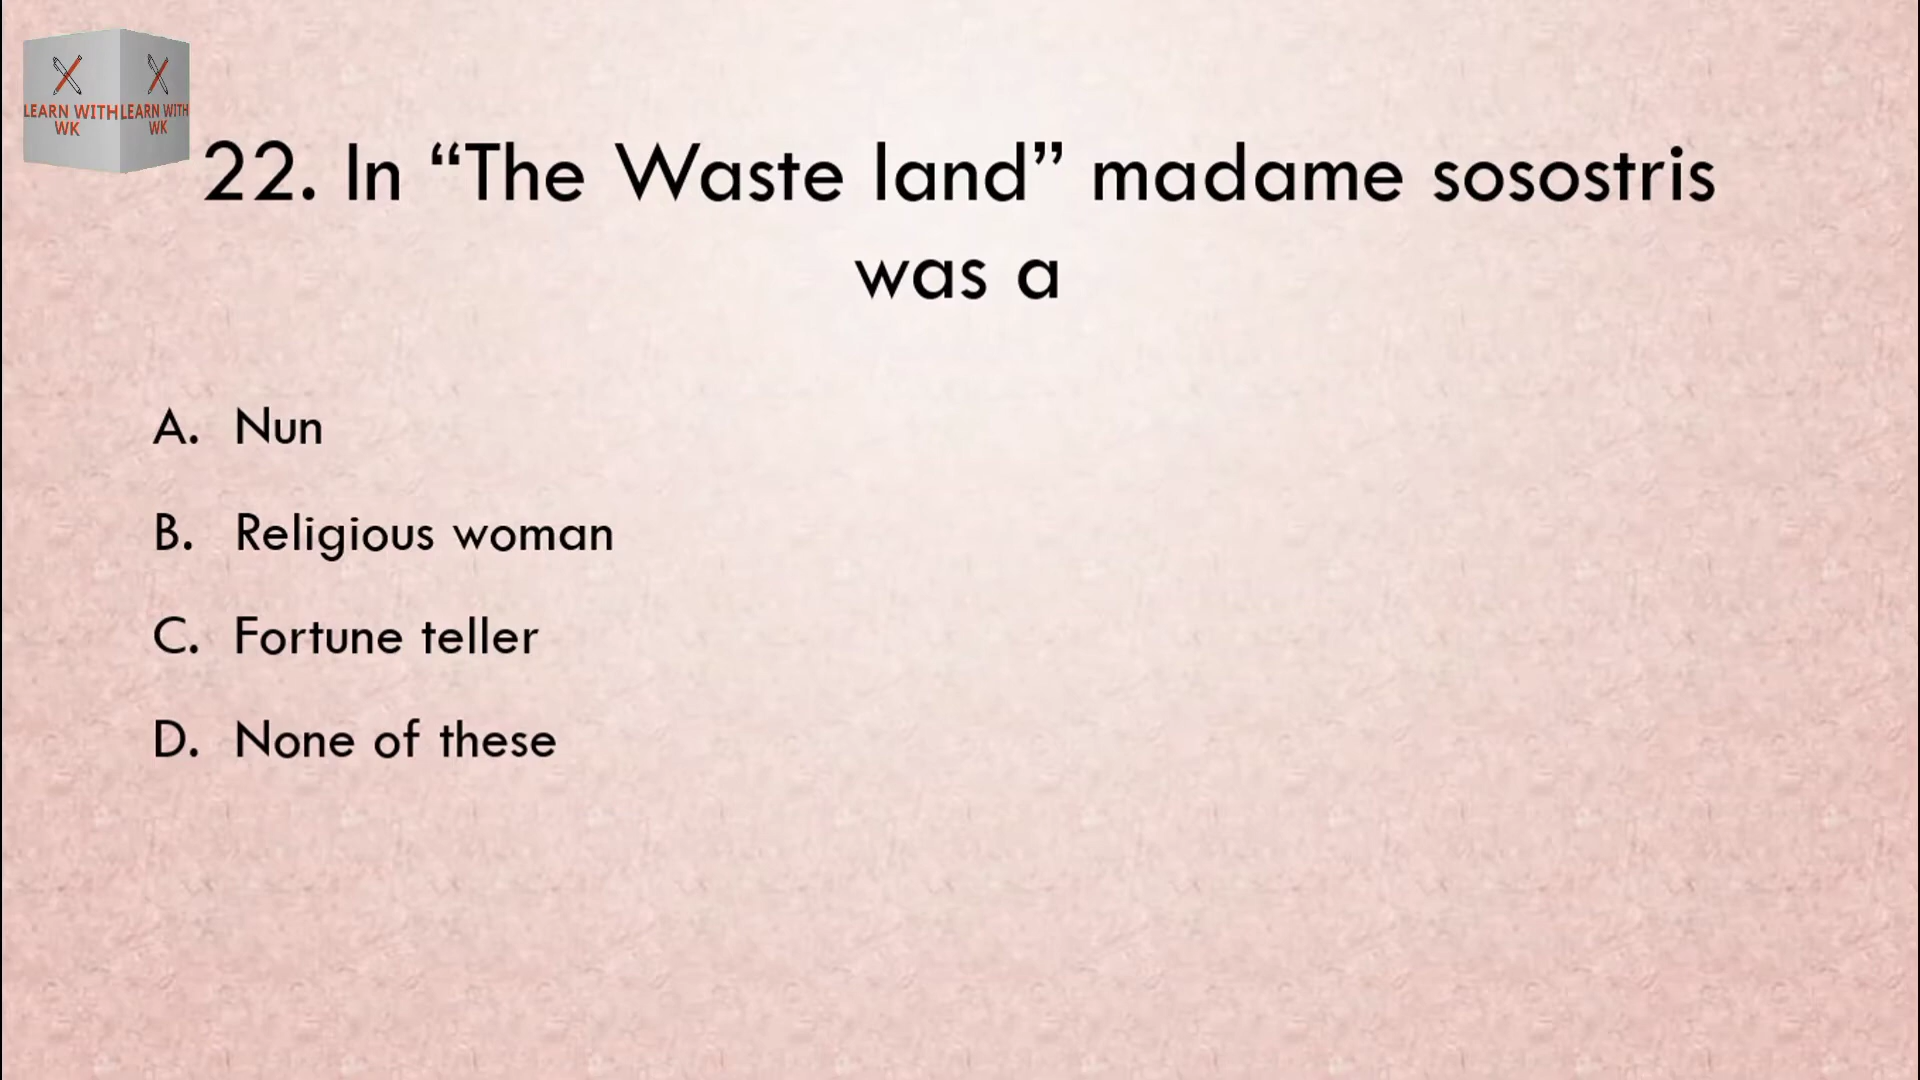 LEARN WITH
WK
LEARN WITH
WK
22. In “The Waste land” madame sosostris
was a
A. Nun
B. Religious woman
C. Fortune teller
D. None of these